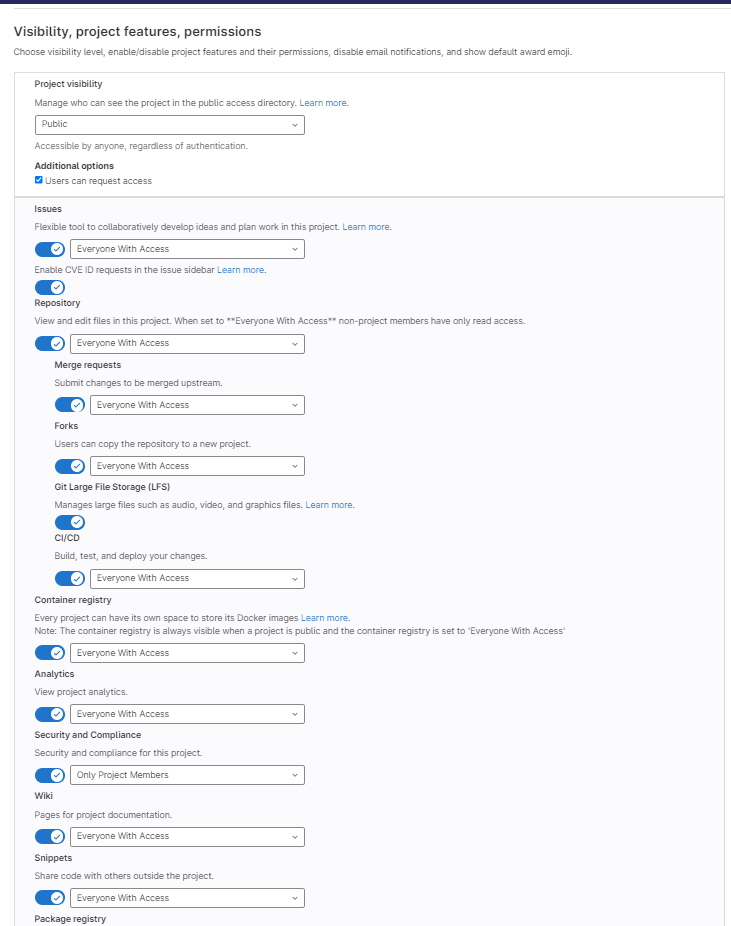 Visibility, project features, permissions
Choose visibility level, enable/disable project features and their permissions, disable email notifications, and show default award emoji.
Project visibility
Manage who can see the project in the public access directory. Learn more.
Public
Accessible by anyone, regardless of authentication.
Additional options
Users can request access
Issues
Flexible tool to collaboratively develop ideas and plan work in this project. Learn more.
Everyone With Access
Enable CVE ID requests in the issue sidebar Learn more.
Repository
View and edit files in this project. When set to **Everyone With Access** non-project members have only read access.
Everyone With Access
Merge requests
Submit changes to be merged upstream.
Everyone With Access
Forks
Users can copy the repository to a new project.
Everyone With Access
Git Large File Storage (LFS)
Manages large files such as audio, video, and graphics files. Learn more.
CI/CD
Build, test, and deploy your changes.
Everyone With Access
Container registry
Every project can have its own space to store its Docker images Learn more.
Note: The container registry is always visible when a project is public and the container registry is set to 'Everyone With Access'
Everyone With Access
Analytics
View project analytics.
Everyone With Access
Security and Compliance
Security and compliance for this project.
Only Project Members
Wiki
Pages for project documentation.
Everyone With Access
Snippets
Share code with others outside the project.
Everyone With Access
Package registry